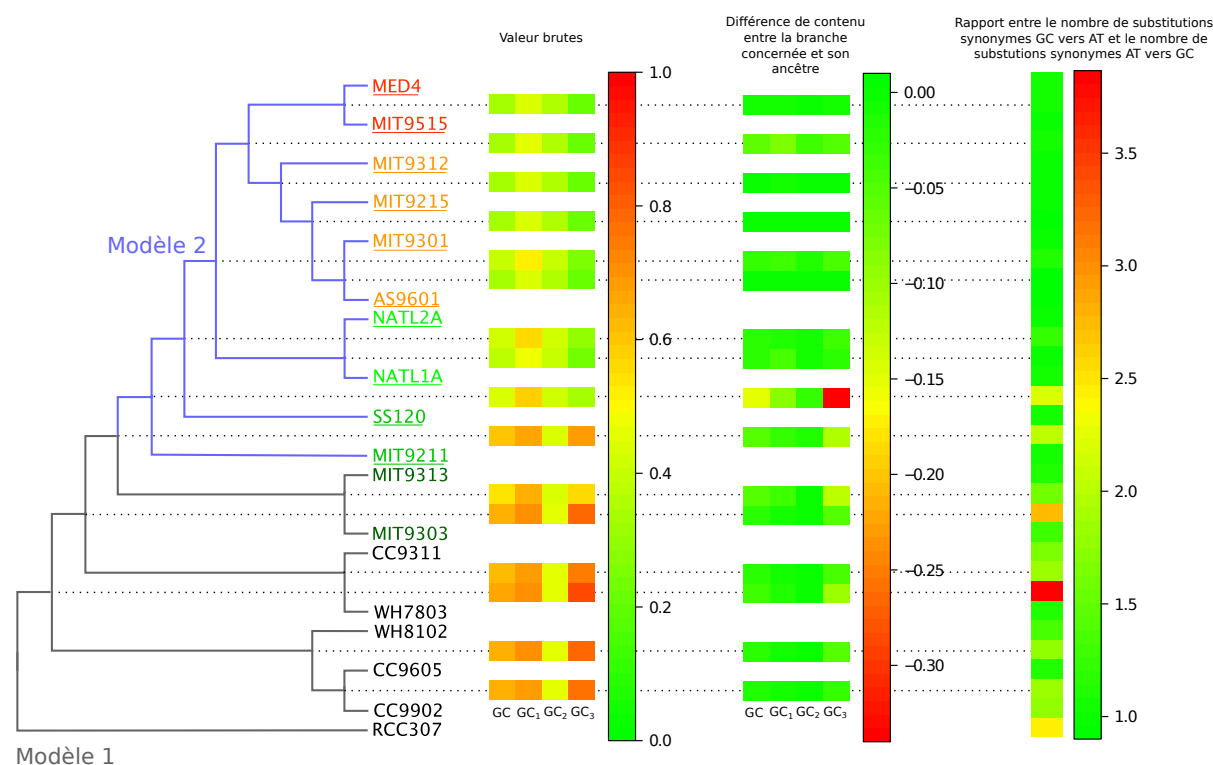 Valeur brutes
Différence de contenu
entre la branche
concernée et son
ancêtre
Rapport entre le nombre de substitutions
synonymes GC vers AT et le nombre de
substutions synonymes AT vers GC
MED4
MIT9515
MIT9312
MIT9215
MIT9301
AS9601
NATL2A
NATL1A
SS120
MIT9211
MIT9313
MIT9303
CC9311
WH7803
WH8102
CC9605
CC9902
RCC307
Modèle 2
Modèle 1
GC GC₁ GC₂ GC₃
1.0
0.8
0.6
0.4
0.2
0.0
GC GC₁ GC₂ GC₃
0.00
−0.05
−0.10
−0.15
−0.20
−0.25
−0.30
3.5
3.0
2.5
2.0
1.5
1.0